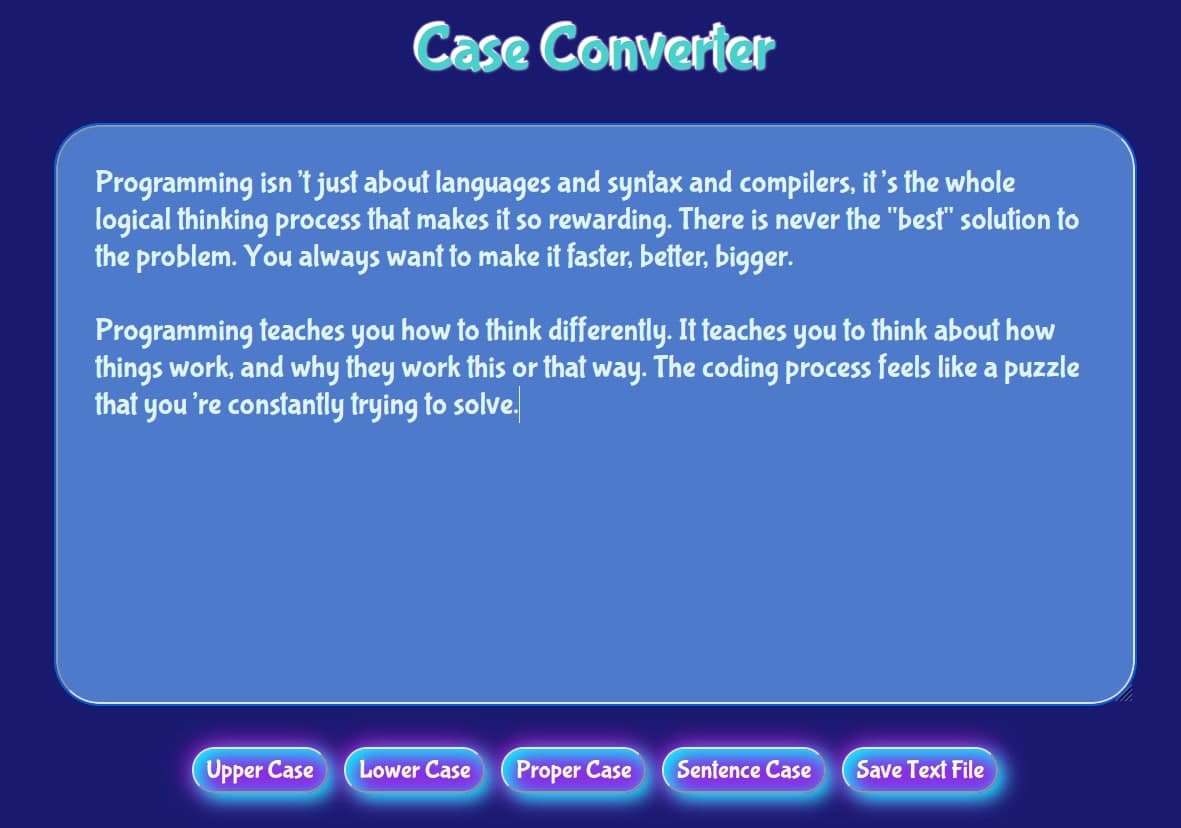 Case Converter
Programming isn't just about languages and syntax and compilers, it's the whole
logical thinking process that makes it so rewarding. There is never the "best" solution to
the problem. You always want to make it faster, better, bigger.
Programming teaches you how to think differently. It teaches you to think about how
things work, and why they work this or that way. The coding process feels like a puzzle
that you're constantly trying to solve.
Upper Case
Lower Case
Proper Case
Sentence Case
Save Text File